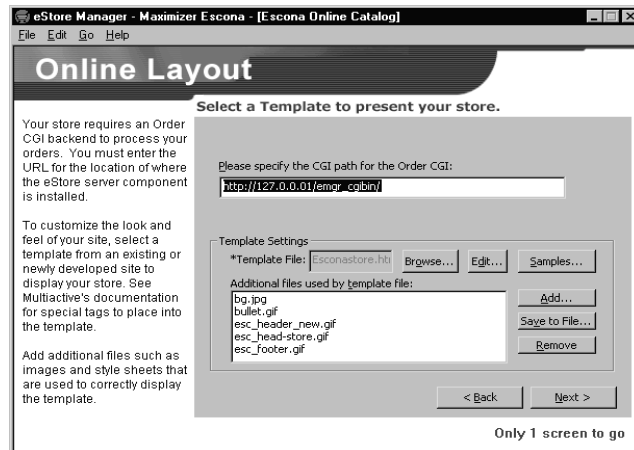 eStore Manager - Maximizer Escona - [Escona Online Catalog]
File Edit Go Help
Online Layout
Select a Template to present your store.
Your store requires an Order
CGI backend to process your
orders. You must enter the
URL for the location of where
the eStore server component
is installed.
To customize the look and
feel of your site, select a
template from an existing or
newly developed site to
display your store. See
Multiactive's documentation
for special tags to place into
the template.
Add additional files such as
images and style sheets that
are used to correctly display
the template.
Please specify the CGI path for the Order CGI:
http://127.0.0.01/emgr_cgibin/
Template Settings
*Template File: Esconastore.htm Browse... Edit... Samples...
Additional files used by template file:
bg.jpg
bullet.gif
esc_header_new.gif
esc_head-store.gif
esc_footer.gif
Add...
Save to File...
Remove
< Back Next >
Only 1 screen to go